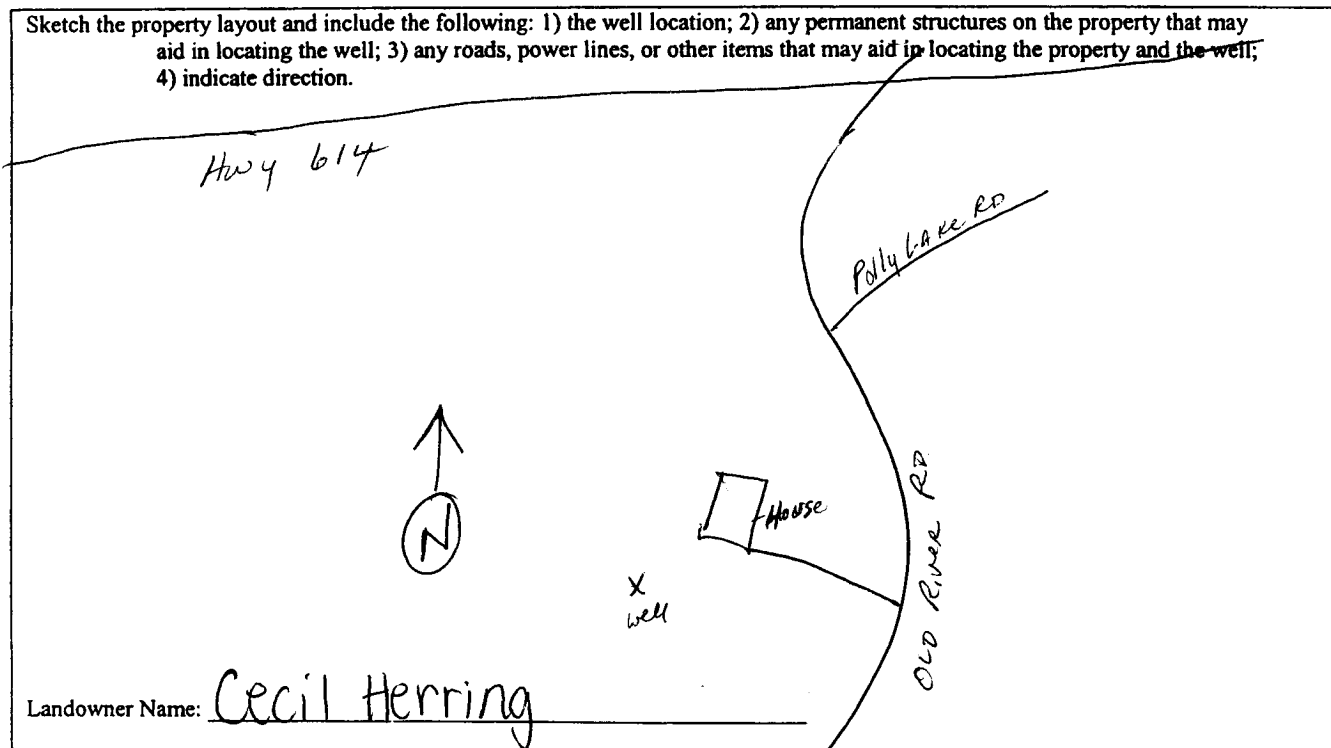 Sketch the property layout and include the following: 1) the well location; 2) any permanent structures on the property that may
aid in locating the well; 3) any roads, power lines, or other items that may aid in locating the property and the well;
4) indicate direction.
Hwy 614
Polly LAKE RD
N
House
X
well
OLD RIVER RD
Landowner Name: Cecil Herring